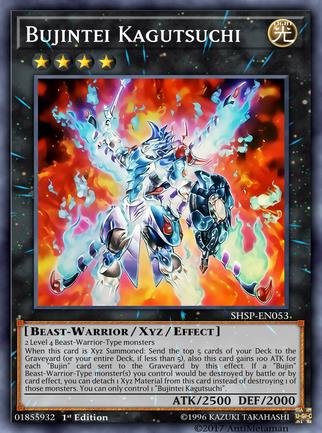 BUJINTEI KAGUTSUCHI
LIGHT
光
SHSP-EN053
[BEAST-WARRIOR / XYZ / EFFECT]
2 Level 4 Beast-Warrior-Type monsters
When this card is Xyz Summoned: Send the top 5 cards of your Deck to the
Graveyard (or your entire Deck, if less than 5), also this card gains 100 ATK for
each "Bujin" card sent to the Graveyard by this effect. If a "Bujin"
Beast-Warrior-Type monster(s) you control would be destroyed by battle or by
card effect, you can detach 1 Xyz Material from this card instead of destroying 1 of
those monsters. You can only control 1 "Bujintei Kagutsuchi".
ATK/2500 DEF/2000
01855932 1st Edition ©1996 KAZUKI TAKAHASHI
©2017 AntiMetaman